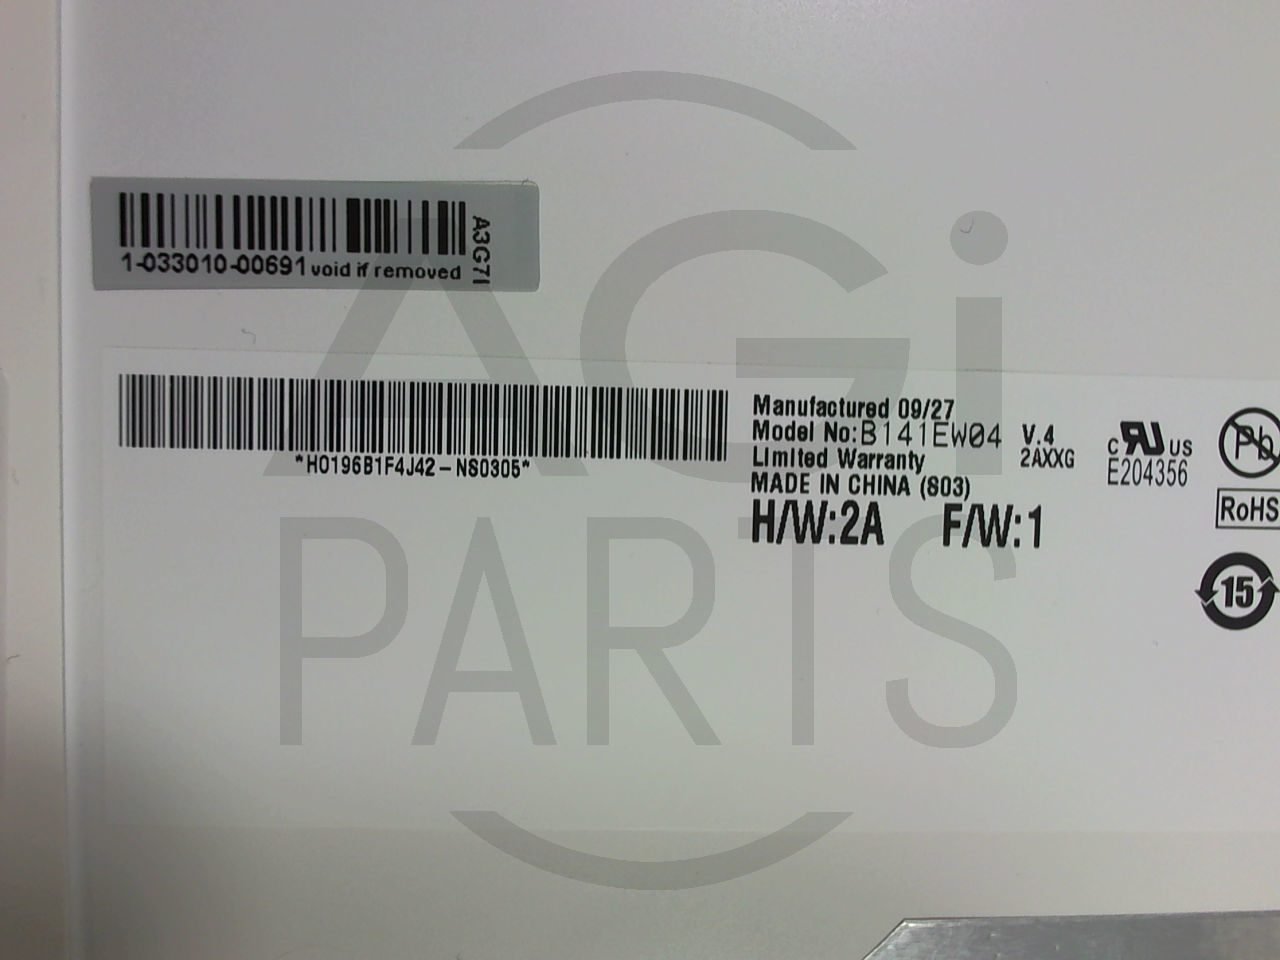 A3G7I
1-033010-00691 void if removed
*H0196B1F4J42-NS0305*
Manufactured 09/27
Model No:B141EW04 V.4
Limited Warranty 2AXXG
MADE IN CHINA (S03)
H/W:2A F/W:1
c RU US
E204356
Pb
RoHS
15
AGi
PARTS